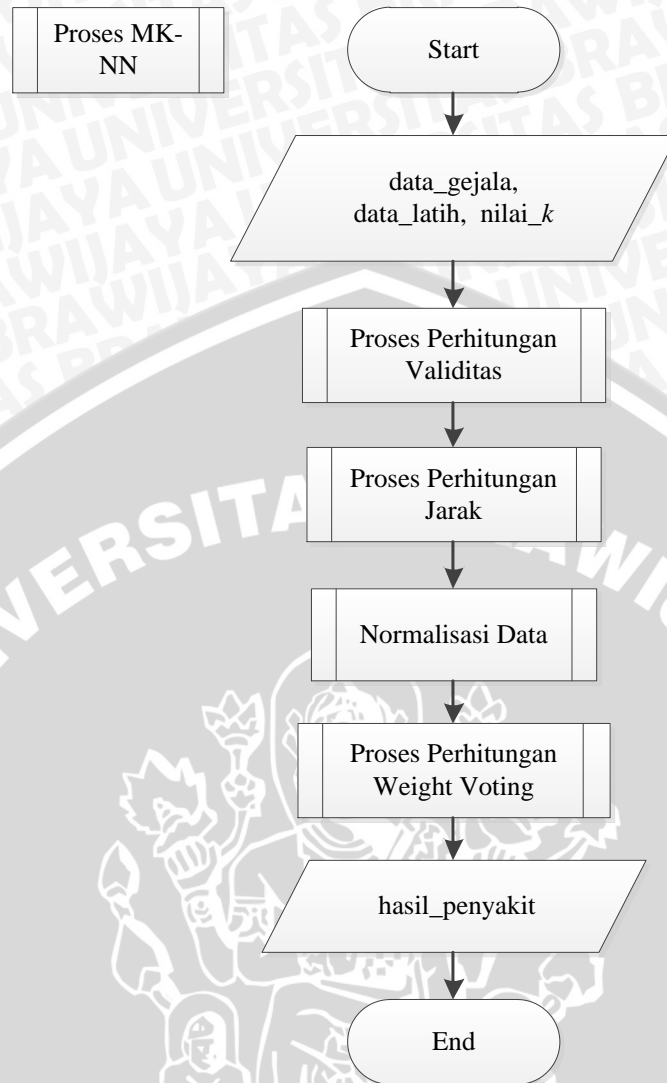 Proses MK-
NN
Start
data_gejala,
data_latih, nilai_k
Proses Perhitungan
Validitas
Proses Perhitungan
Jarak
Normalisasi Data
Proses Perhitungan
Weight Voting
hasil_penyakit
End